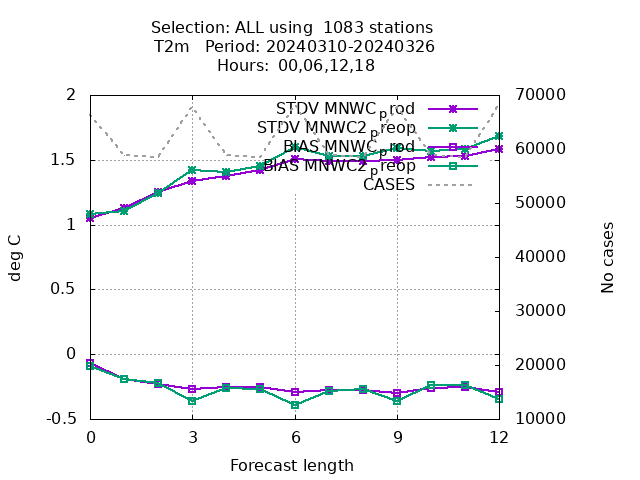 Selection: ALL using  1083 stations
T2m   Period: 20240310-20240326
Hours:  00,06,12,18
STDV MNWC_prod
STDV MNWC2_preop
BIAS MNWC_prod
BIAS MNWC2_preop
CASES
2
1.5
1
0.5
0
-0.5
deg C
70000
60000
50000
40000
30000
20000
10000
No cases
0 3 6 9 12
Forecast length